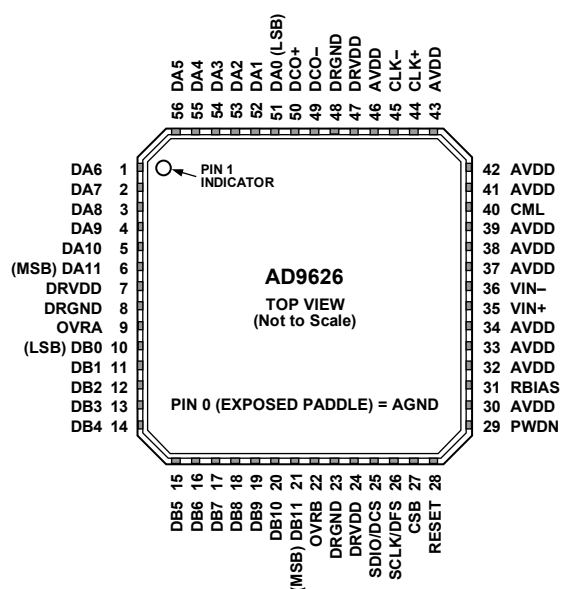 56 DA5
55 DA4
54 DA3
53 DA2
52 DA1
51 DA0 (LSB)
50 DCO+
49 DCO–
48 DRGND
47 DRVDD
46 AVDD
45 CLK–
44 CLK+
43 AVDD
DA6 1
DA7 2
DA8 3
DA9 4
DA10 5
(MSB) DA11 6
DRVDD 7
DRGND 8
OVRA 9
(LSB) DB0 10
DB1 11
DB2 12
DB3 13
DB4 14
PIN 1
INDICATOR
AD9626
TOP VIEW
(Not to Scale)
PIN 0 (EXPOSED PADDLE) = AGND
42 AVDD
41 AVDD
40 CML
39 AVDD
38 AVDD
37 AVDD
36 VIN–
35 VIN+
34 AVDD
33 AVDD
32 AVDD
31 RBIAS
30 AVDD
29 PWDN
DB5 15
DB6 16
DB7 17
DB8 18
DB9 19
DB10 20
(MSB) DB11 21
OVRB 22
DRGND 23
DRVDD 24
SDIO/DCS 25
SCLK/DFS 26
CSB 27
RESET 28